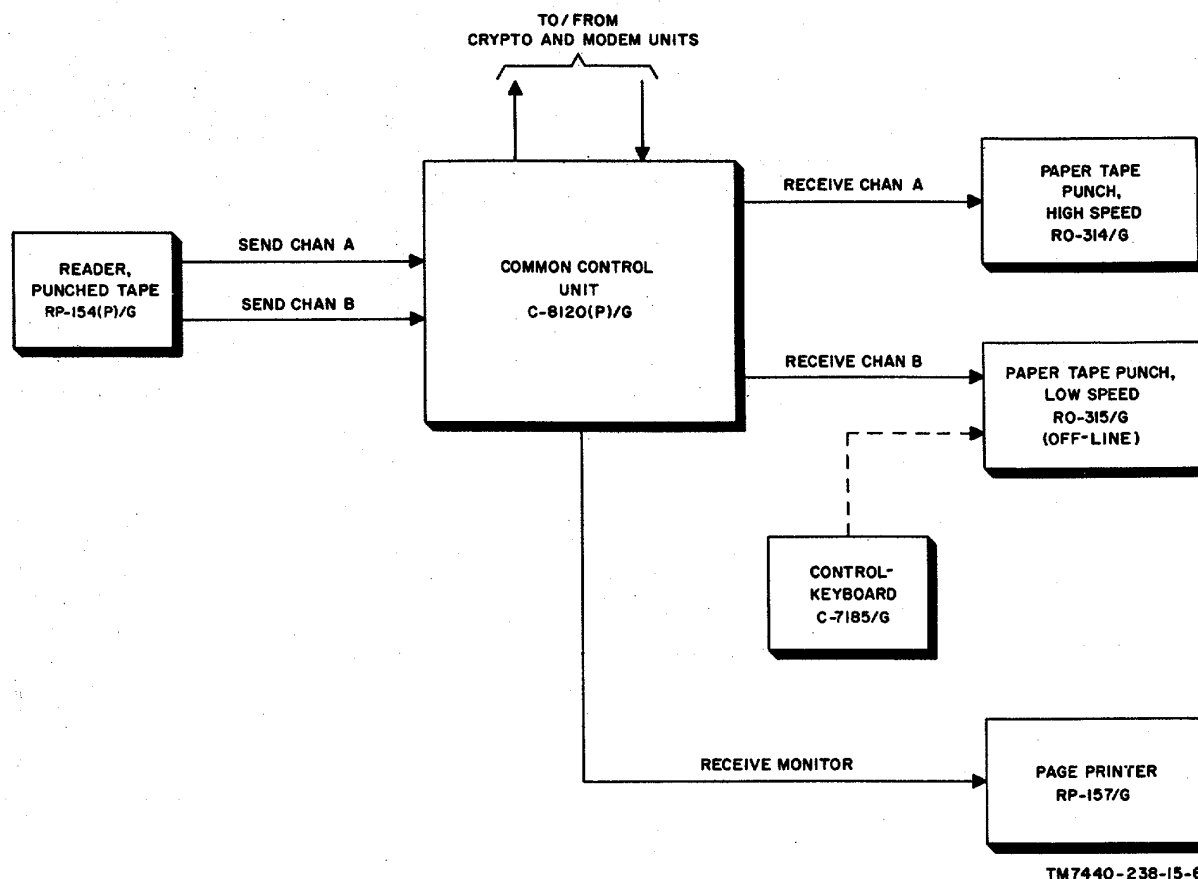 TO/FROM
CRYPTO AND MODEM UNITS
READER,
PUNCHED TAPE
RP-154(P)/G
SEND CHAN A
SEND CHAN B
COMMON CONTROL
UNIT
C-8120(P)/G
RECEIVE CHAN A
PAPER TAPE
PUNCH,
HIGH SPEED
RO-314/G
RECEIVE CHAN B
PAPER TAPE PUNCH,
LOW SPEED
RO-315/G
(OFF-LINE)
CONTROL-
KEYBOARD
C-7185/G
RECEIVE MONITOR
PAGE PRINTER
RP-157/G
TM7440-238-15-6